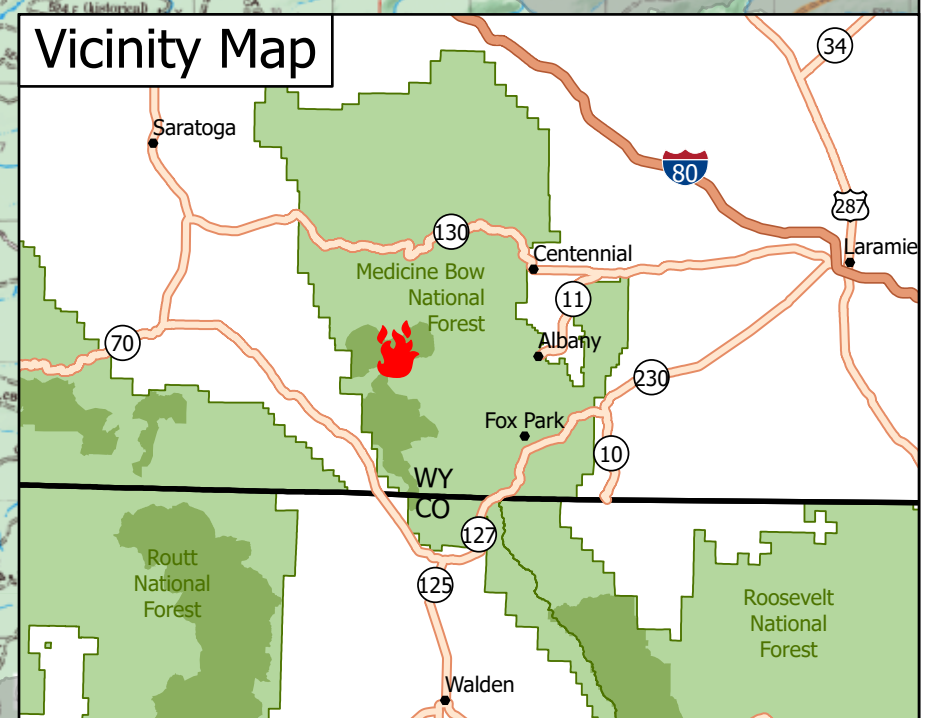 Vicinity Map
34
Saratoga
80
287
130
Laramie
Centennial
Medicine Bow
National
Forest
11
Albany
70
230
Fox Park
10
WY
CO
127
Routt
National
Forest
125
Roosevelt
National
Forest
Walden